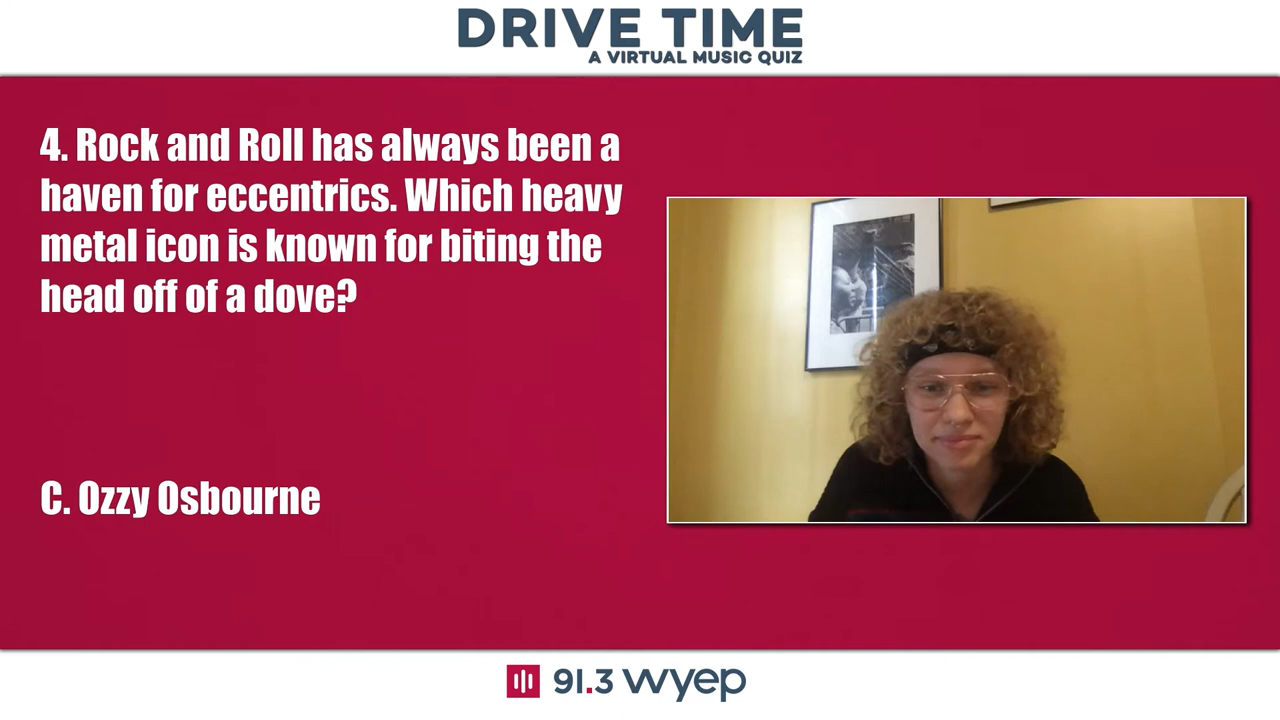 DRIVE TIME
A VIRTUAL MUSIC QUIZ
4. Rock and Roll has always been a
haven for eccentrics. Which heavy
metal icon is known for biting the
head off of a dove?
C. Ozzy Osbourne
91.3 wyep